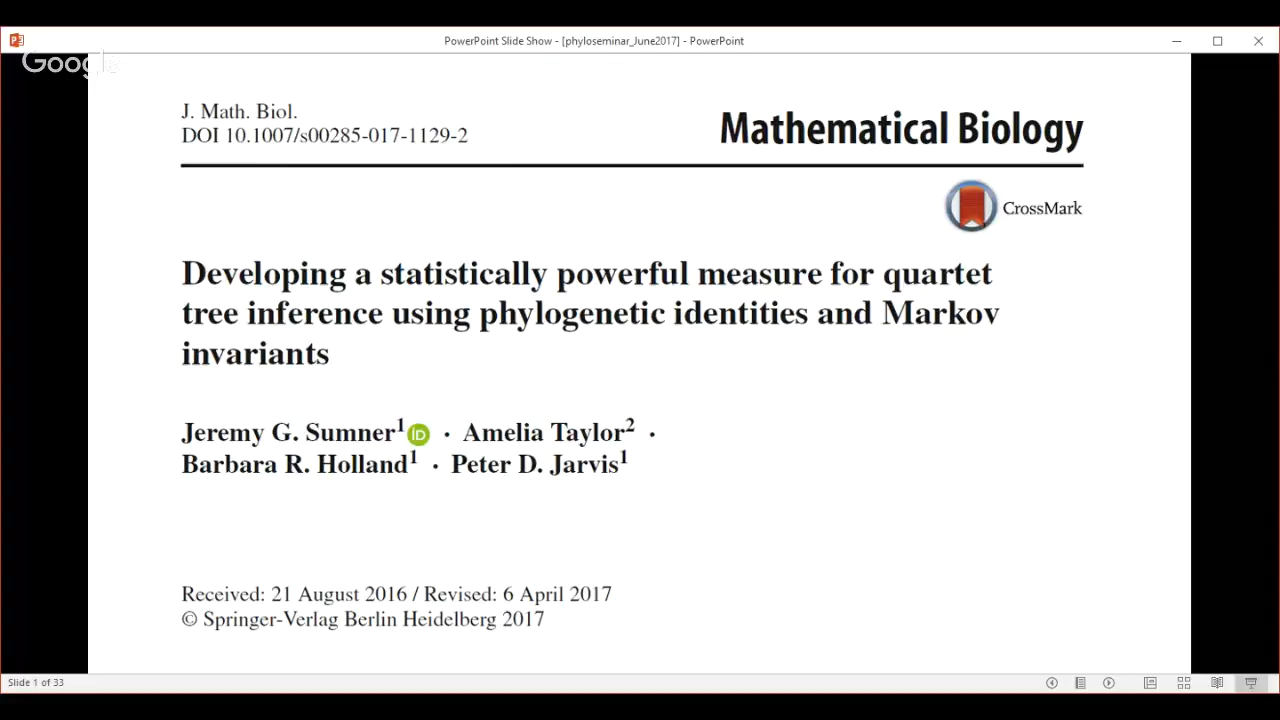 PowerPoint Slide Show - [phyloseminar_June2017] - PowerPoint
Google
J. Math. Biol.
DOI 10.1007/s00285-017-1129-2
Mathematical Biology
CrossMark
Developing a statistically powerful measure for quartet
tree inference using phylogenetic identities and Markov
invariants
Jeremy G. Sumner1 iD · Amelia Taylor2 ·
Barbara R. Holland1 · Peter D. Jarvis1
Received: 21 August 2016 / Revised: 6 April 2017
© Springer-Verlag Berlin Heidelberg 2017
Slide 1 of 33